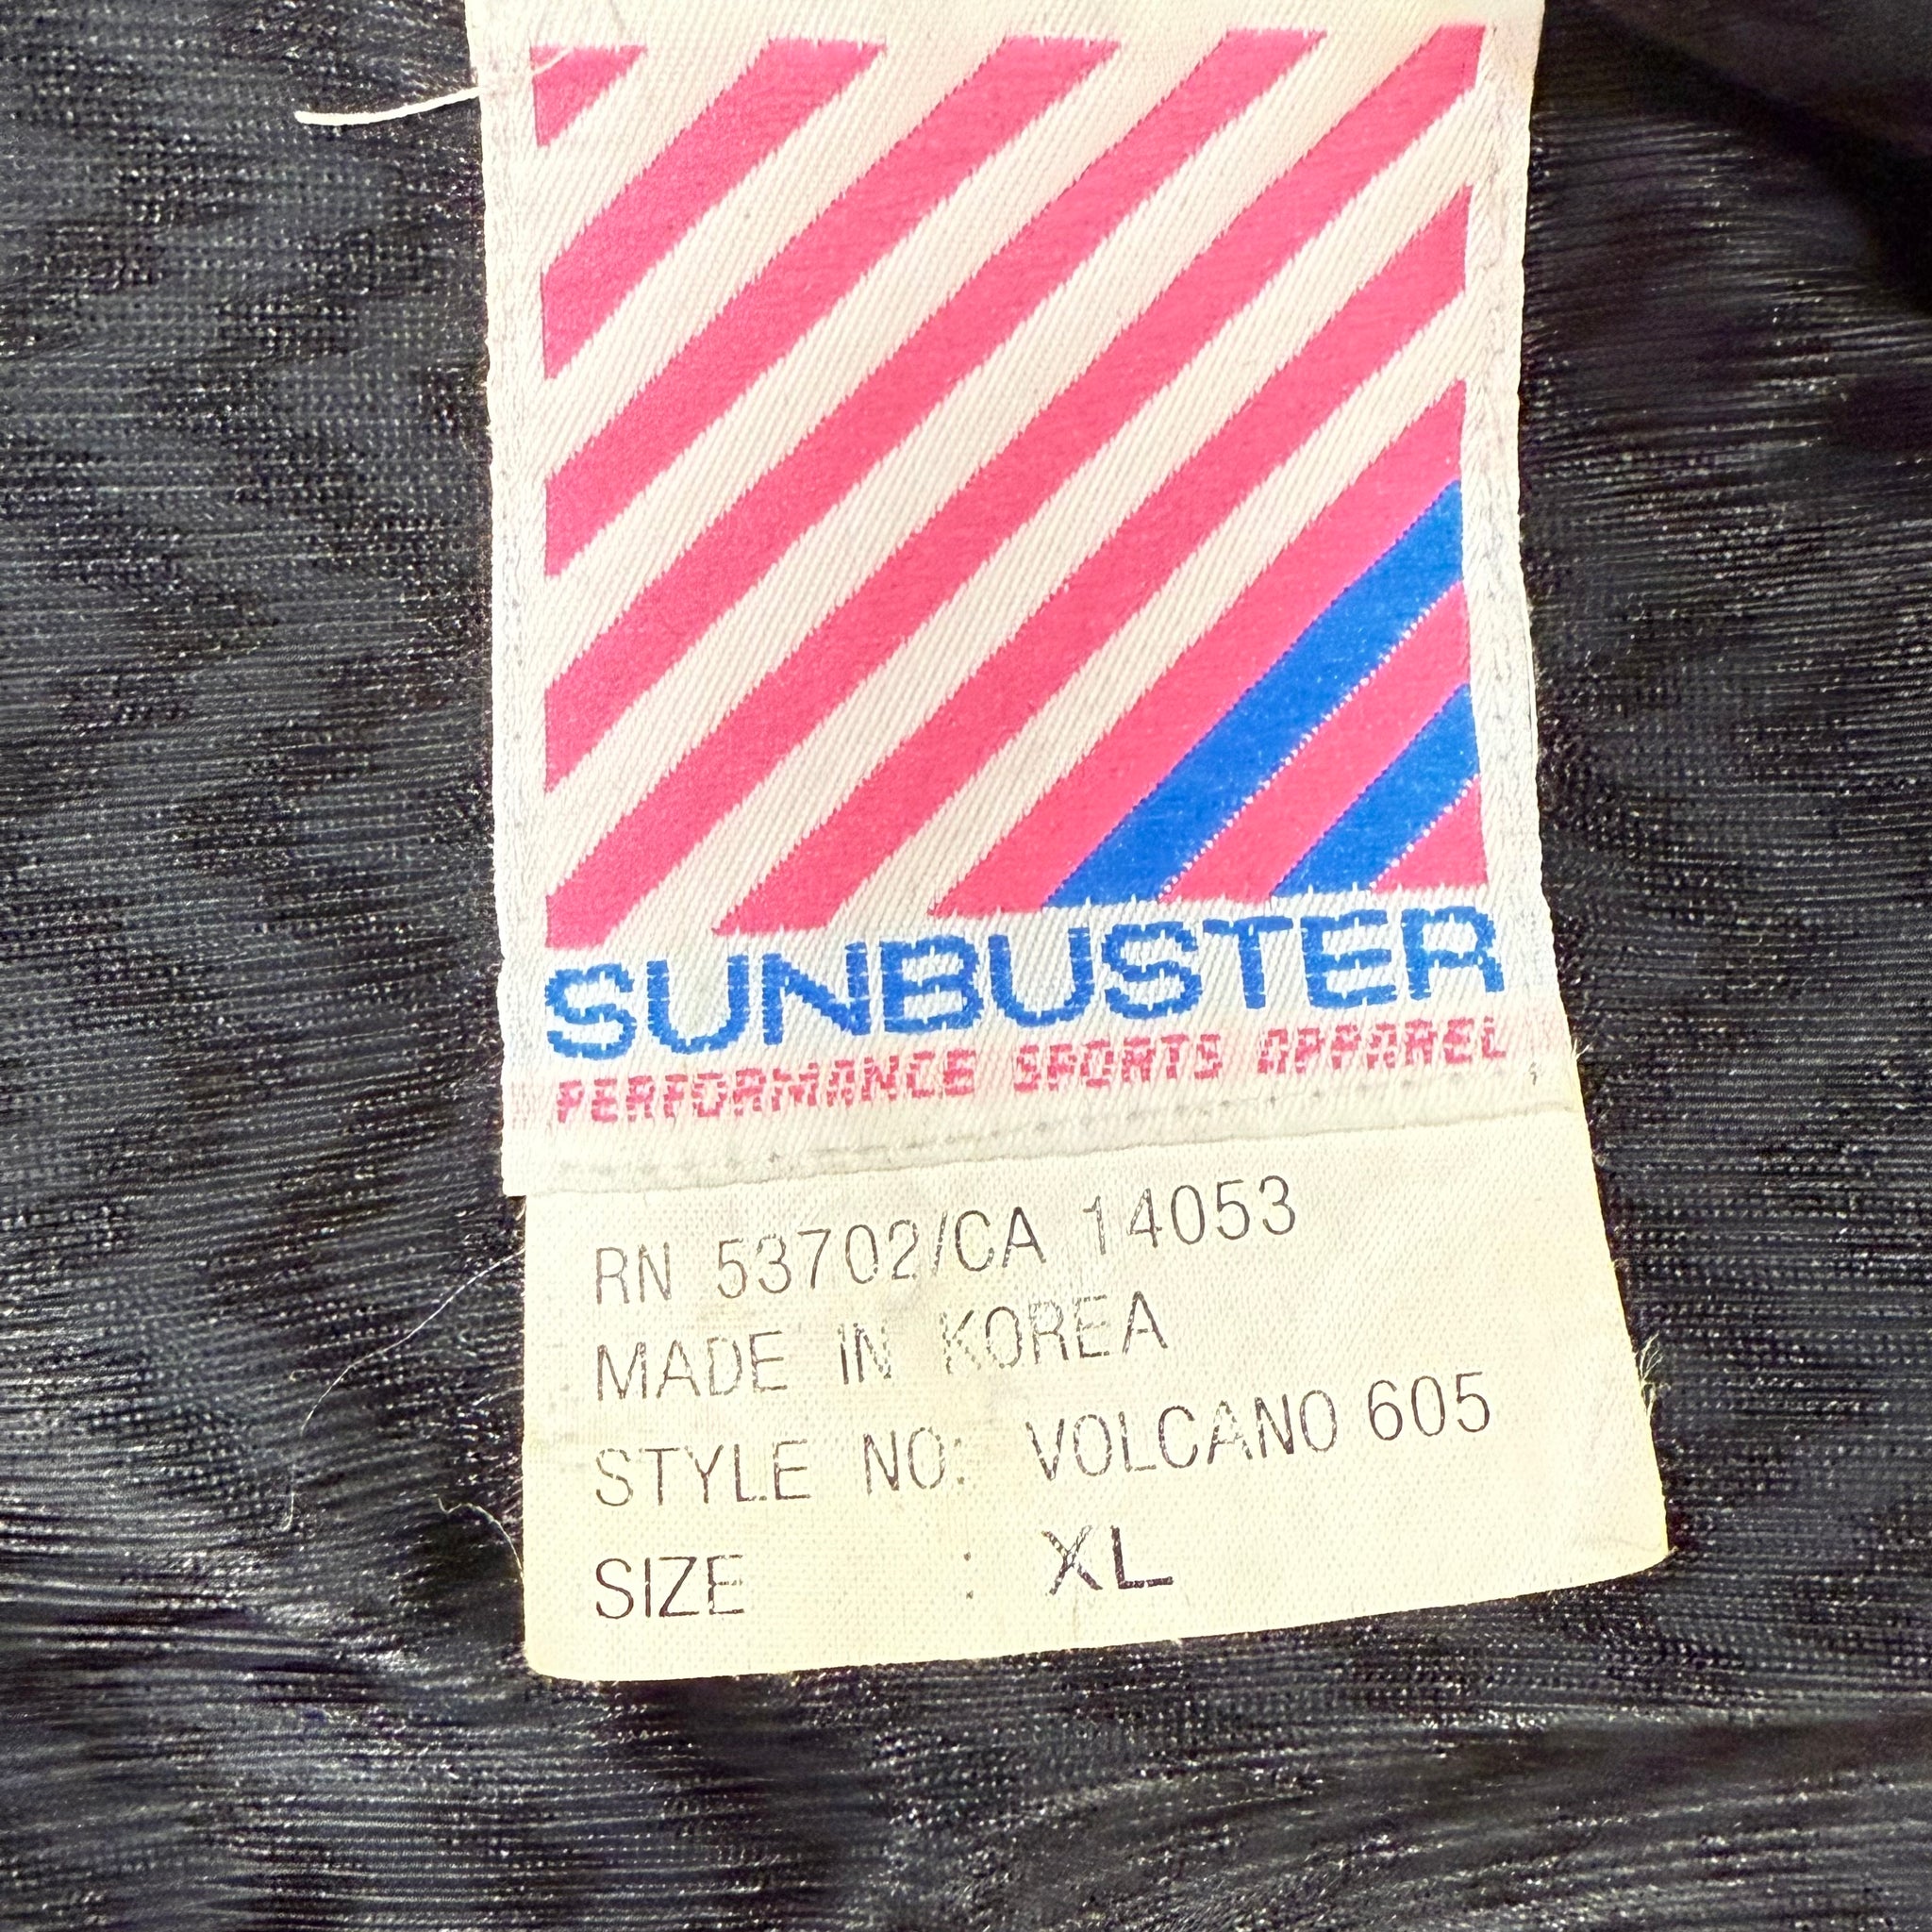 SUNBUSTER
PERFORMANCE SPORTS APPAREL
RN 53702/CA 14053
MADE IN KOREA
STYLE NO: VOLCANO 605
SIZE : XL